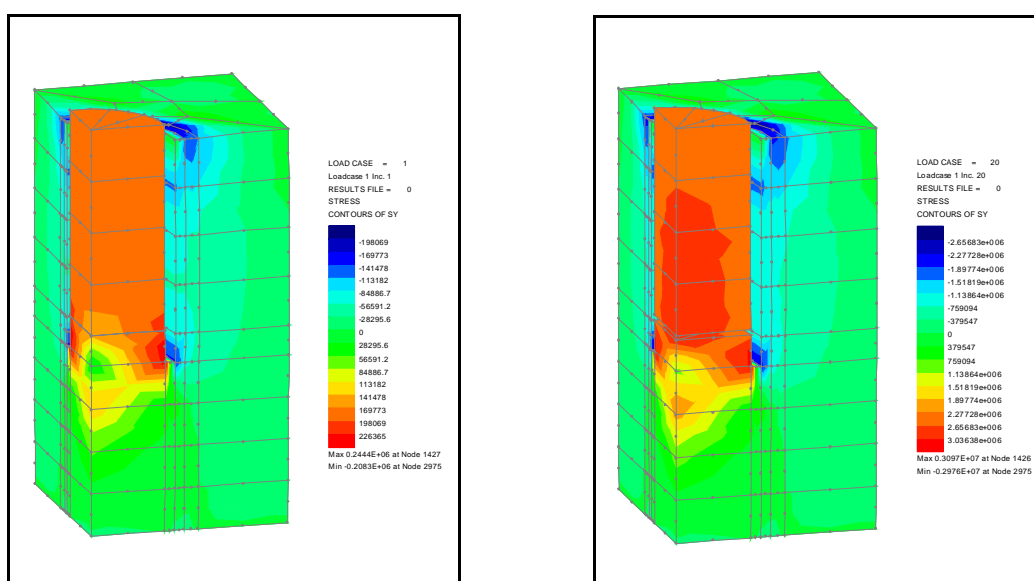 LOAD CASE = 1
Loadcase 1 Inc. 1
RESULTS FILE = 0
STRESS
CONTOURS OF SY
-198069
-169773
-141478
-113182
-84886.7
-56591.2
-28295.6
0
28295.6
56591.2
84886.7
113182
141478
169773
198069
226365
Max 0.2444E+06 at Node 1427
Min -0.2083E+06 at Node 2975
LOAD CASE = 20
Loadcase 1 Inc. 20
RESULTS FILE = 0
STRESS
CONTOURS OF SY
-2.65683e+006
-2.27728e+006
-1.89774e+006
-1.51819e+006
-1.13864e+006
-759094
-379547
0
379547
759094
1.13864e+006
1.51819e+006
1.89774e+006
2.27728e+006
2.65683e+006
3.03638e+006
Max 0.3097E+07 at Node 1426
Min -0.2976E+07 at Node 2975